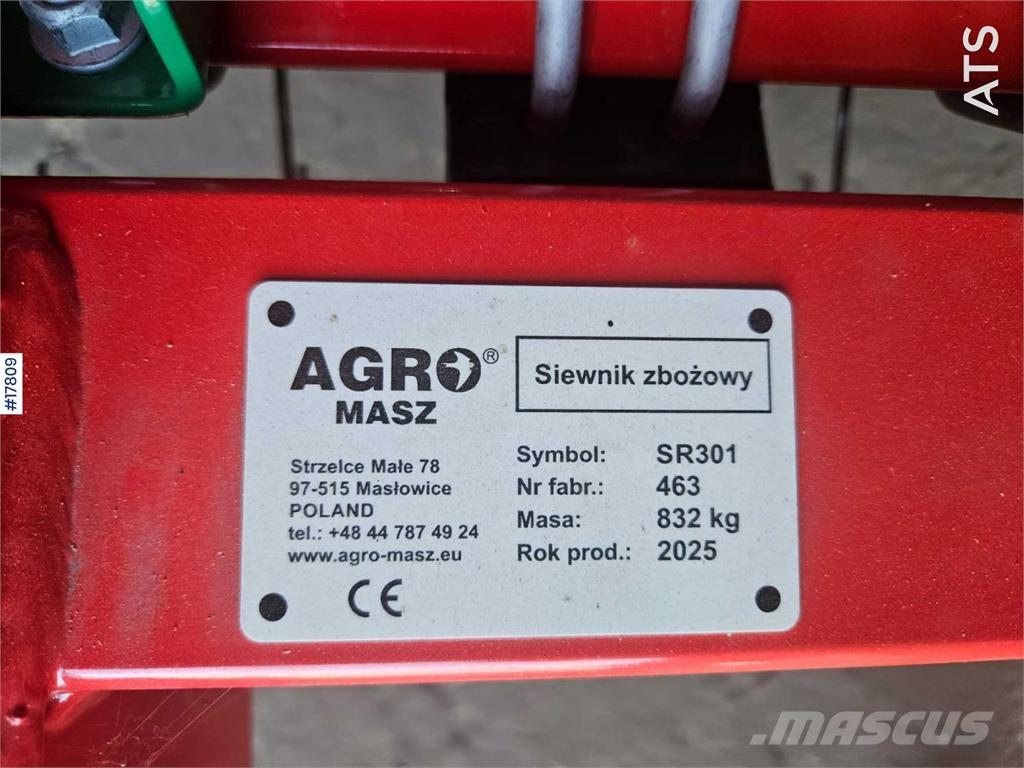 ATS
#17809
AGRO®
MASZ
Siewnik zbożowy
Strzelce Małe 78
97-515 Masłowice
POLAND
tel.: +48 44 787 49 24
www.agro-masz.eu
CE
Symbol: SR301
Nr fabr.: 463
Masa: 832 kg
Rok prod.: 2025
MASCUS